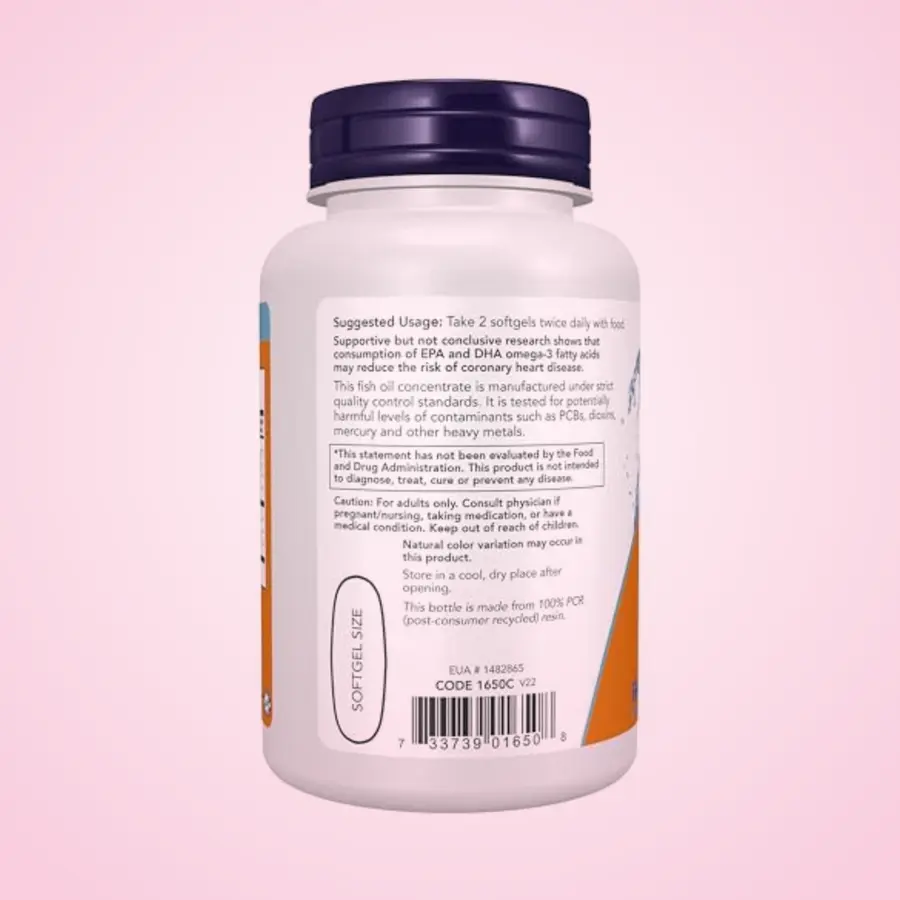 Suggested Usage: Take 2 softgels twice daily with food.
Supportive but not conclusive research shows that
consumption of EPA and DHA omega-3 fatty acids
may reduce the risk of coronary heart disease.
This fish oil concentrate is manufactured under strict
quality control standards. It is tested for potentially
harmful levels of contaminants such as PCBs, dioxins,
mercury and other heavy metals.
*This statement has not been evaluated by the Food
and Drug Administration. This product is not intended
to diagnose, treat, cure or prevent any disease.
Caution: For adults only. Consult physician if
pregnant/nursing, taking medication, or have a
medical condition. Keep out of reach of children.
Natural color variation may occur in
this product.
Store in a cool, dry place after
opening.
This bottle is made from 100% PCR
(post-consumer recycled) resin.
SOFTGEL SIZE
EUA # 1482865
CODE 1650C V22
7 33739 01650 8